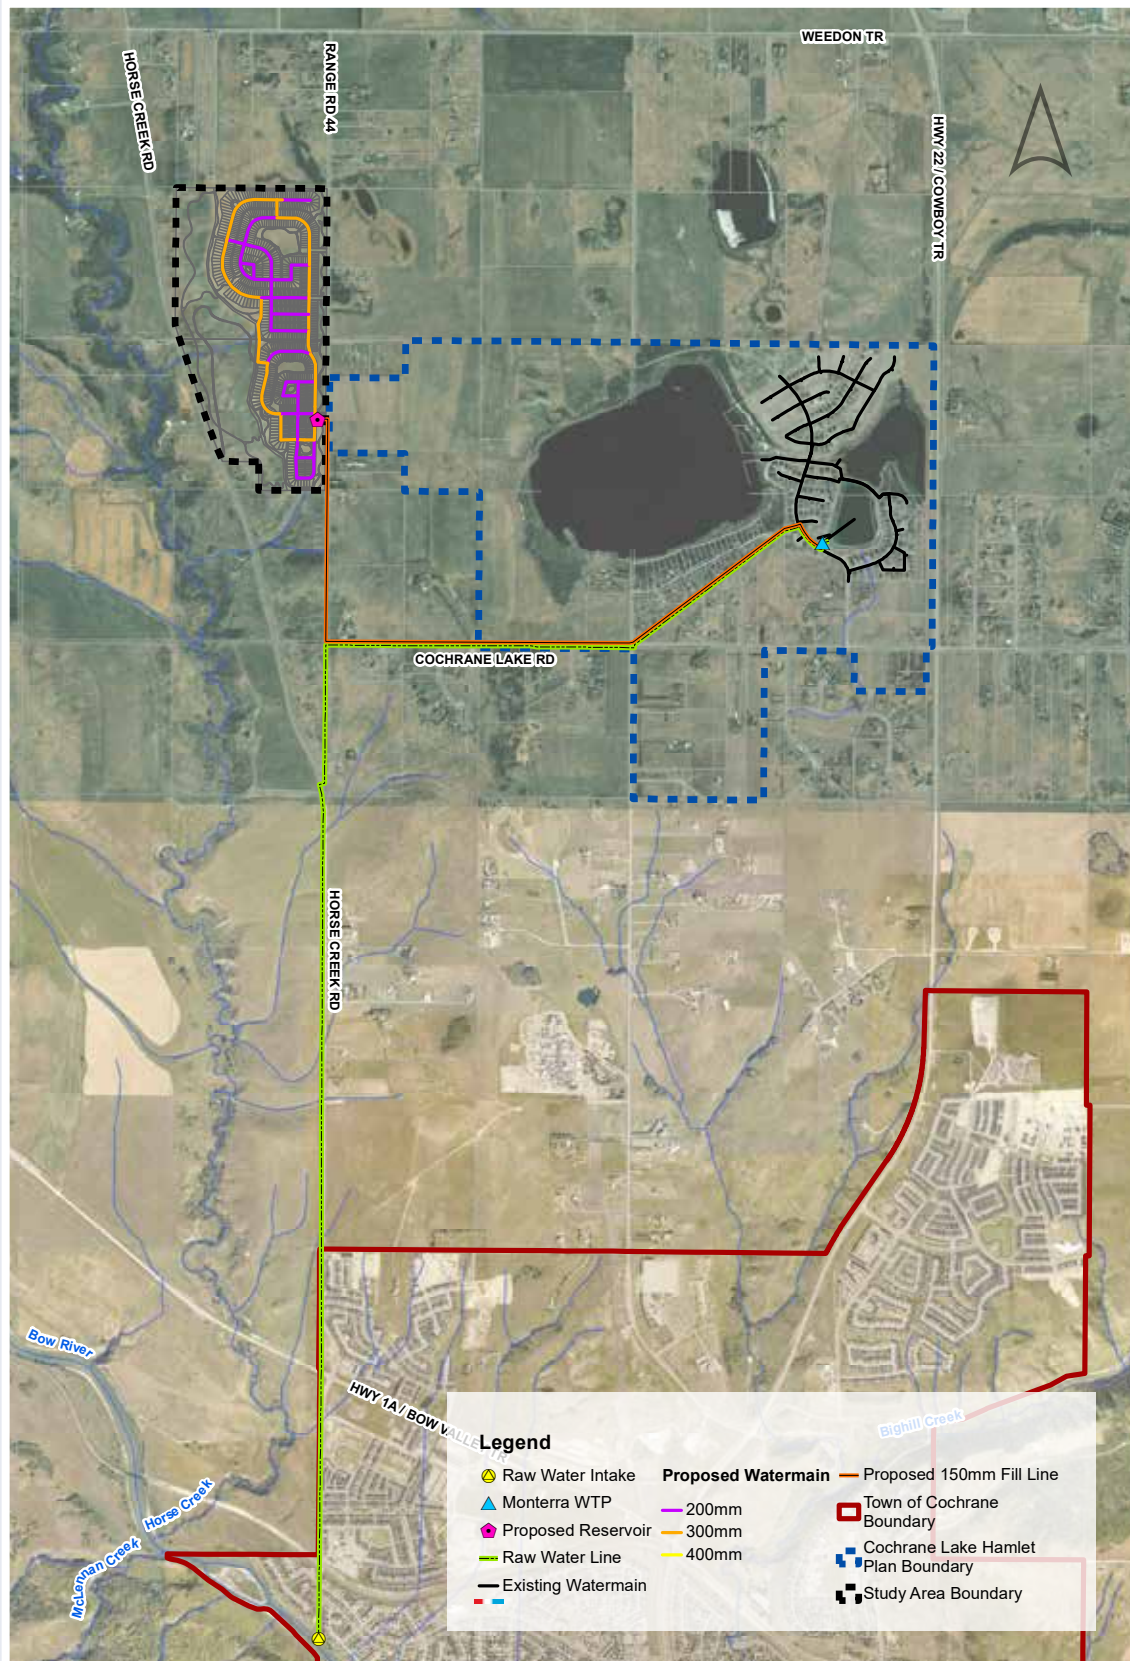 WEEDON TR
HORSE CREEK RD
RANGE RD 44
HWY 22 / COWBOY TR
COCHRANE LAKE RD
HORSE CREEK RD
Bow River
HWY 1A / BOW VALLEY TR
Bighill Creek
Horse Creek
McLennan Creek
Legend
Raw Water Intake
Monterra WTP
Proposed Reservoir
Raw Water Line
Existing Watermain
Proposed Watermain
200mm
300mm
400mm
Proposed 150mm Fill Line
Town of Cochrane
Boundary
Cochrane Lake Hamlet
Plan Boundary
Study Area Boundary